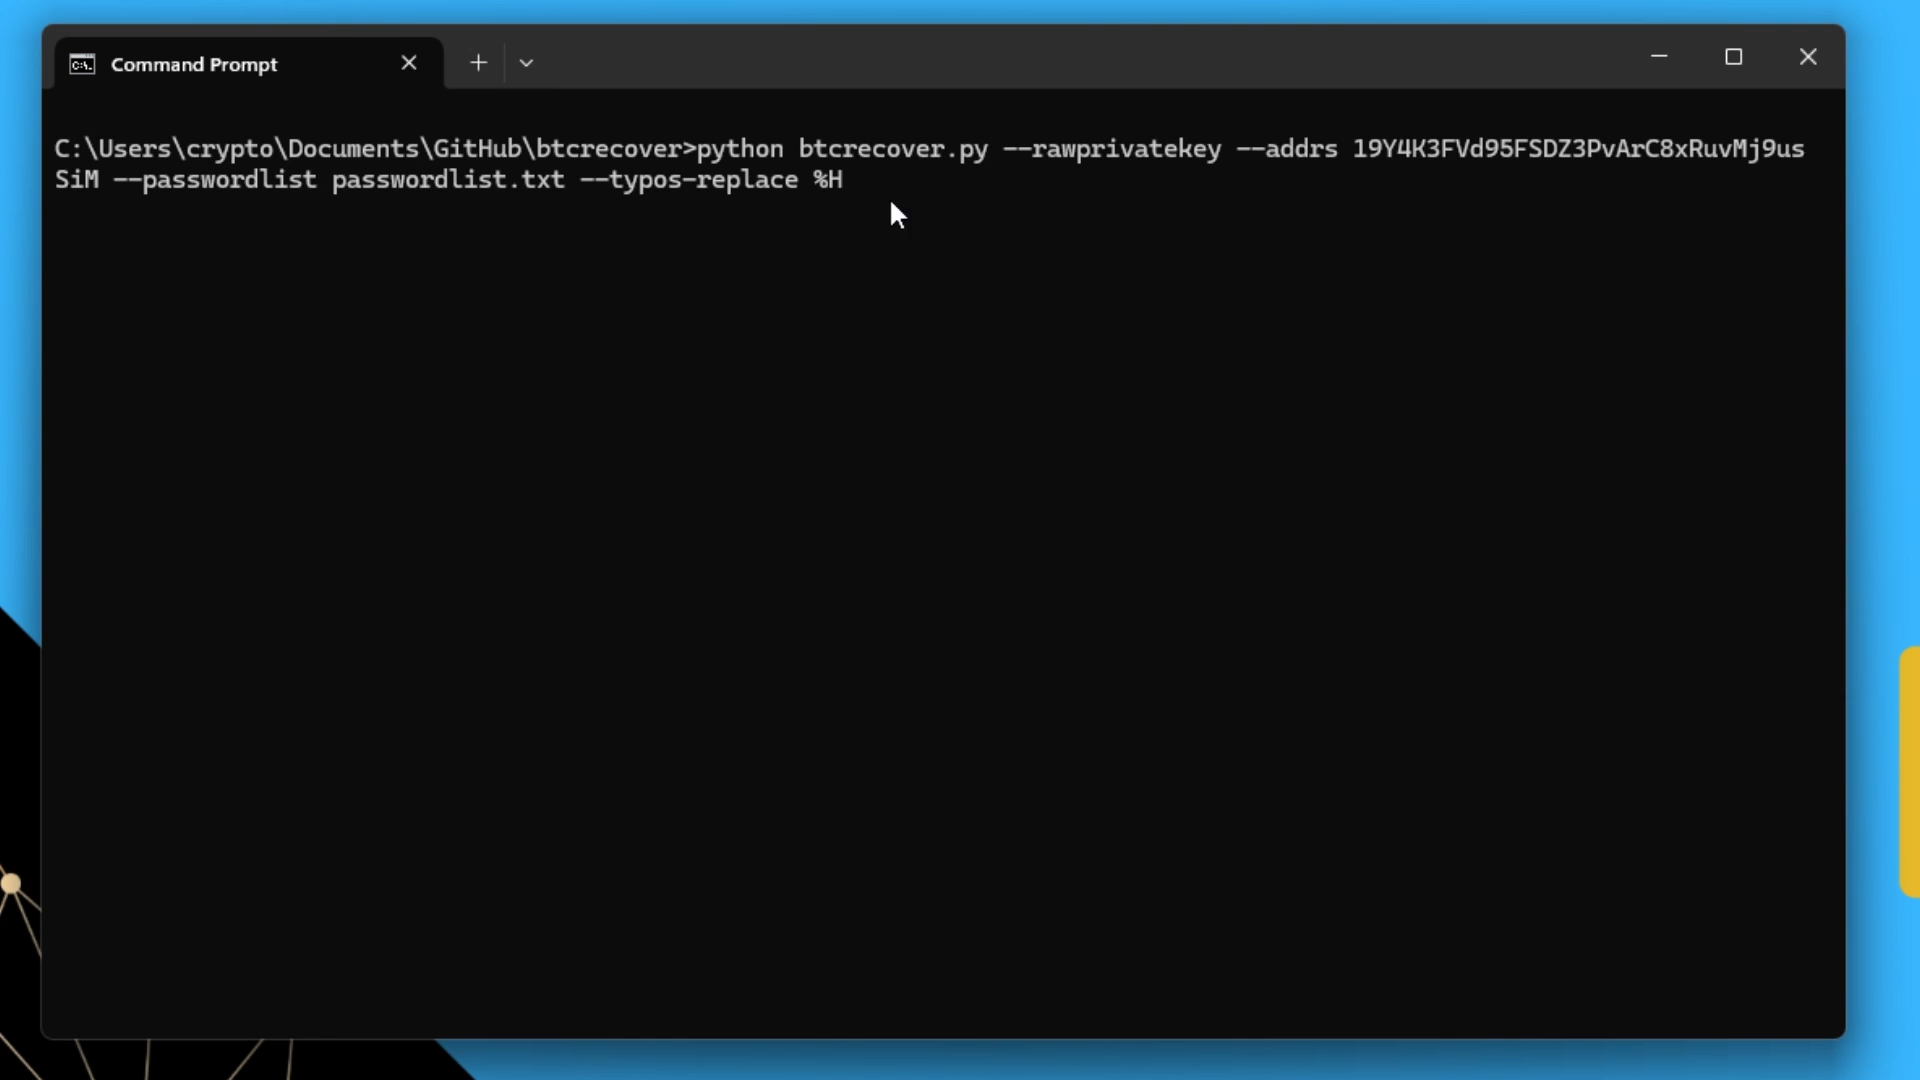 Command Prompt
C:\Users\crypto\Documents\GitHub\btcrecover>python btcrecover.py --rawprivatekey --addrs 19Y4K3FVd95FSDZ3PvArC8xRuvMj9us
SiM --passwordlist passwordlist.txt --typos-replace %H